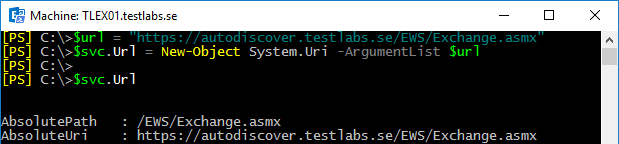 Machine: TLEX01.testlabs.se
[PS] C:\>$url = "https://autodiscover.testlabs.se/EWS/Exchange.asmx"
[PS] C:\>$svc.Url = New-Object System.Uri -ArgumentList $url
[PS] C:\>
[PS] C:\>$svc.Url
AbsolutePath : /EWS/Exchange.asmx
AbsoluteUri : https://autodiscover.testlabs.se/EWS/Exchange.asmx